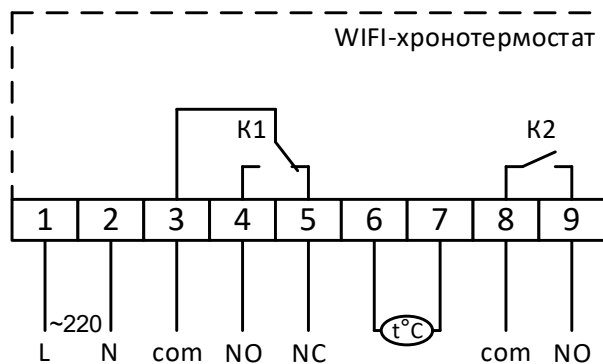 WIFI-хронотермостат
K1 K2
1 2 3 4 5 6 7 8 9
~220 t°C
L N com NO NC com NO